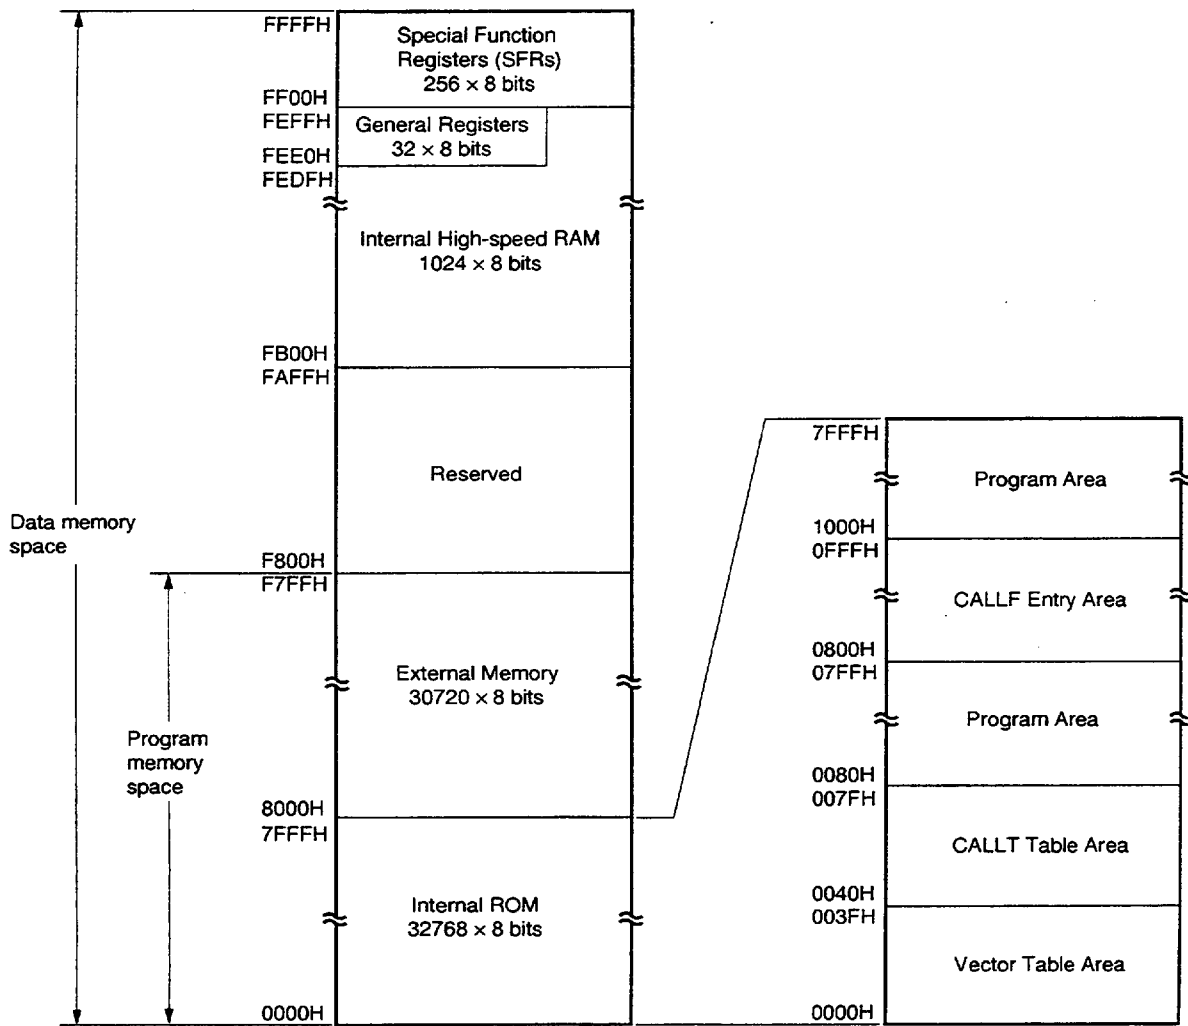 FFFFH
Special Function
Registers (SFRs)
256 × 8 bits
FF00H
FEFFH
General Registers
32 × 8 bits
FEE0H
FEDFH
Internal High-speed RAM
1024 × 8 bits
FB00H
FAFFH
Reserved
Data memory
space
F800H
F7FFH
External Memory
30720 × 8 bits
Program
memory
space
8000H
7FFFH
Internal ROM
32768 × 8 bits
0000H
7FFFH
Program Area
1000H
0FFFH
CALLF Entry Area
0800H
07FFH
Program Area
0080H
007FH
CALLT Table Area
0040H
003FH
Vector Table Area
0000H